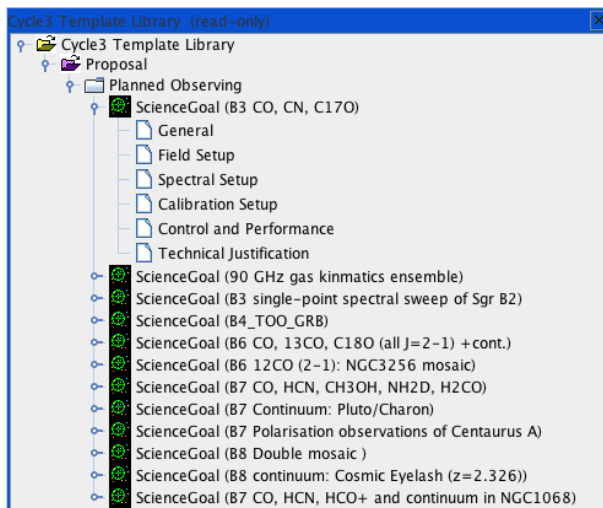 Cycle3 Template Library (read-only)
Cycle3 Template Library
Proposal
Planned Observing
ScienceGoal (B3 CO, CN, C17O)
General
Field Setup
Spectral Setup
Calibration Setup
Control and Performance
Technical Justification
ScienceGoal (90 GHz gas kinmatics ensemble)
ScienceGoal (B3 single-point spectral sweep of Sgr B2)
ScienceGoal (B4_TOO_GRB)
ScienceGoal (B6 CO, 13CO, C18O (all J=2-1) +cont.)
ScienceGoal (B6 12CO (2-1): NGC3256 mosaic)
ScienceGoal (B7 CO, HCN, CH3OH, NH2D, H2CO)
ScienceGoal (B7 Continuum: Pluto/Charon)
ScienceGoal (B7 Polarisation observations of Centaurus A)
ScienceGoal (B8 Double mosaic )
ScienceGoal (B8 continuum: Cosmic Eyelash (z=2.326))
ScienceGoal (B7 CO, HCN, HCO+ and continuum in NGC1068)